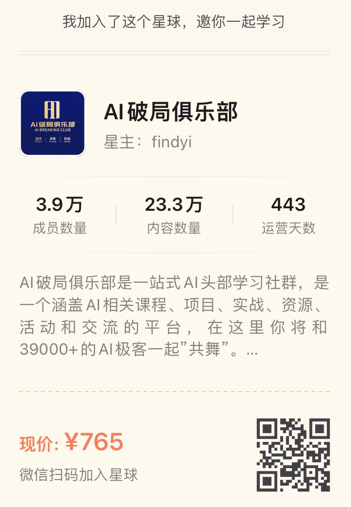 我加入了这个星球，邀你一起学习
AI破局俱乐部
AI BREAKING CLUB
AI破局俱乐部
星主：findyi
3.9万
23.3万
443
成员数量
内容数量
运营天数
AI破局俱乐部是一站式AI头部学习社群，是
一个涵盖AI相关课程、项目、实战、资源、
活动和交流的平台，在这里你将和
39000+的AI极客一起”共舞”。...
现价: ¥765
微信扫码加入星球